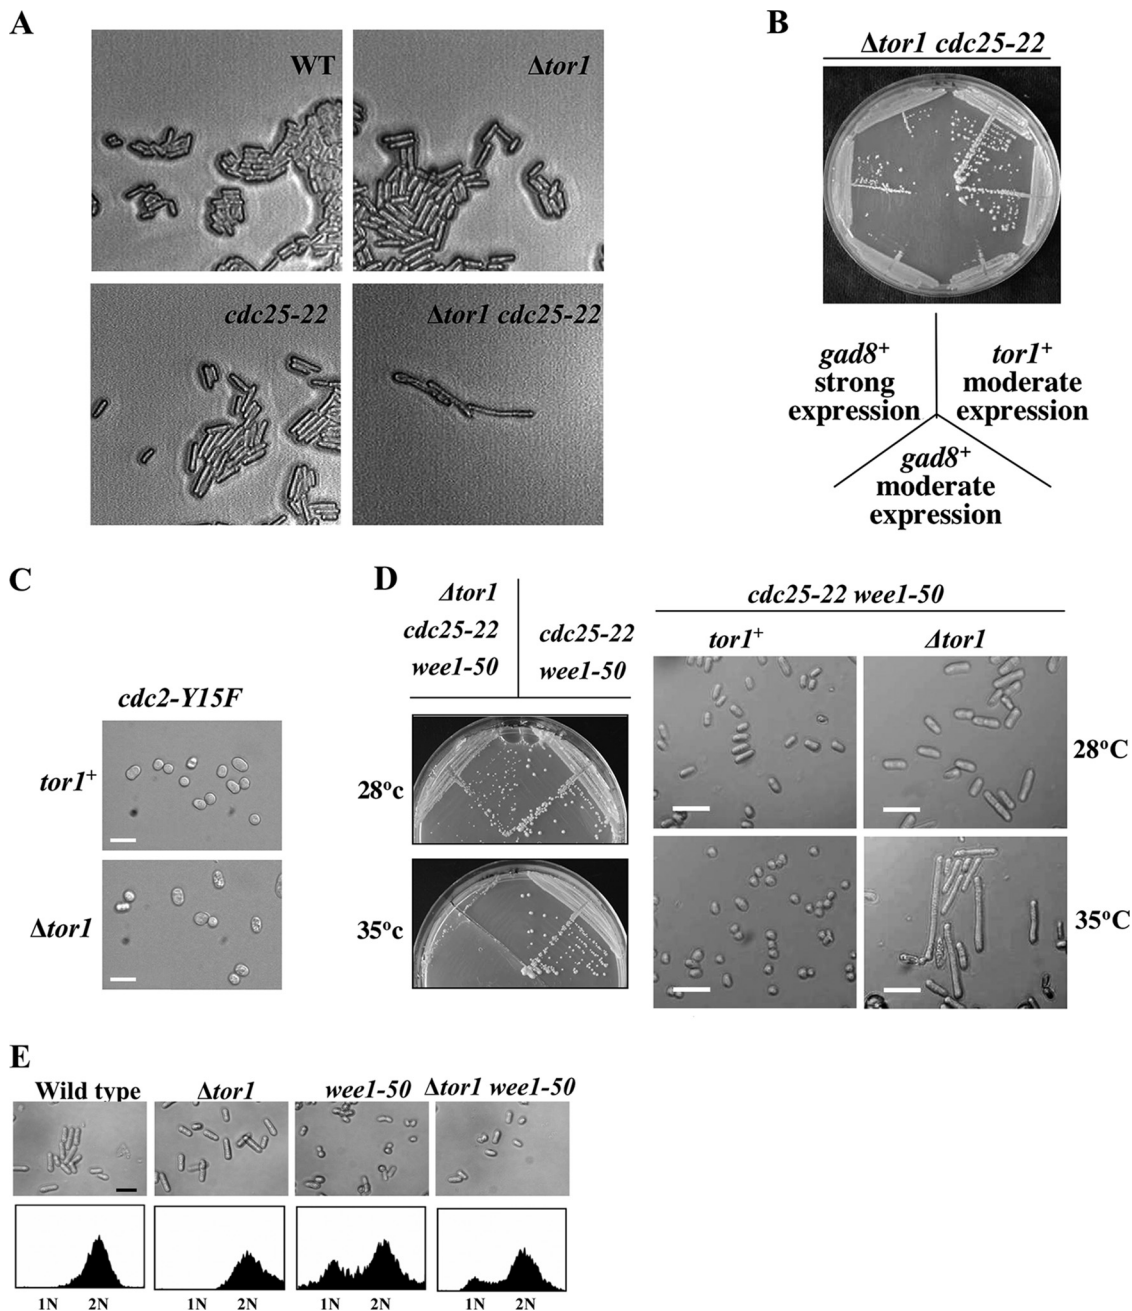 A
WT
Δtor1
cdc25-22
Δtor1 cdc25-22
B
Δtor1 cdc25-22
gad8+
strong
expression
tor1+
moderate
expression
gad8+
moderate
expression
C
cdc2-Y15F
tor1+
Δtor1
D
Δtor1
cdc25-22
wee1-50
cdc25-22
wee1-50
28°c
35°c
cdc25-22 wee1-50
tor1+
Δtor1
28°C
35°C
E
Wild type
Δtor1
wee1-50
Δtor1 wee1-50
1N 2N
1N 2N
1N 2N
1N 2N